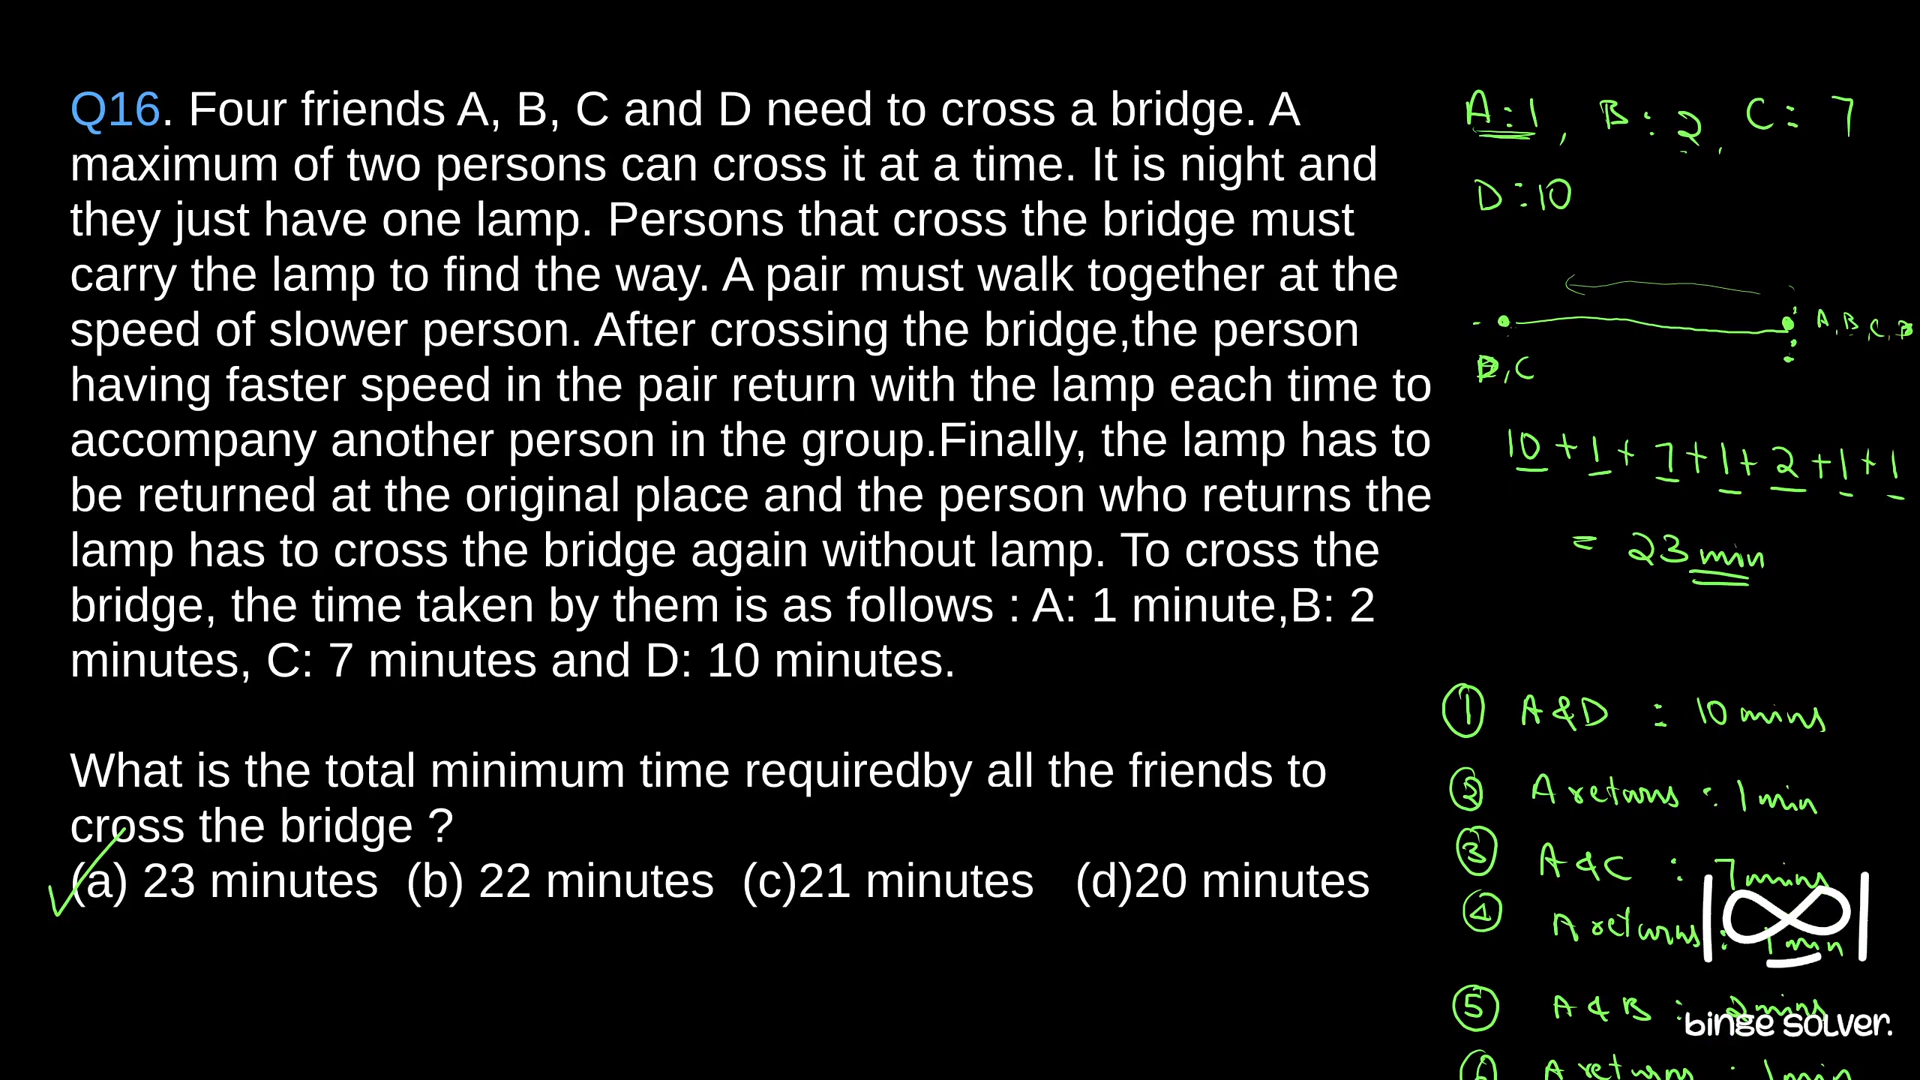 Q16. Four friends A, B, C and D need to cross a bridge. A
maximum of two persons can cross it at a time. It is night and
they just have one lamp. Persons that cross the bridge must
carry the lamp to find the way. A pair must walk together at the
speed of slower person. After crossing the bridge,the person
having faster speed in the pair return with the lamp each time to
accompany another person in the group.Finally, the lamp has to
be returned at the original place and the person who returns the
lamp has to cross the bridge again without lamp. To cross the
bridge, the time taken by them is as follows : A: 1 minute,B: 2
minutes, C: 7 minutes and D: 10 minutes.
What is the total minimum time requiredby all the friends to
cross the bridge ?
(a) 23 minutes (b) 22 minutes (c)21 minutes (d)20 minutes
A:1, B:2, C: 7
D:10
A, B, C,
D, C
10 + 1 + 7 + 1 + 2 + 1 + 1
= 23 min
① A & D : 10 mins
② A returns : 1 min
③ A & C : 7 mins
④ A returns : 1 min
⑤ A & B : 2 mins
⑥ A returns : 1 min
binge solver.